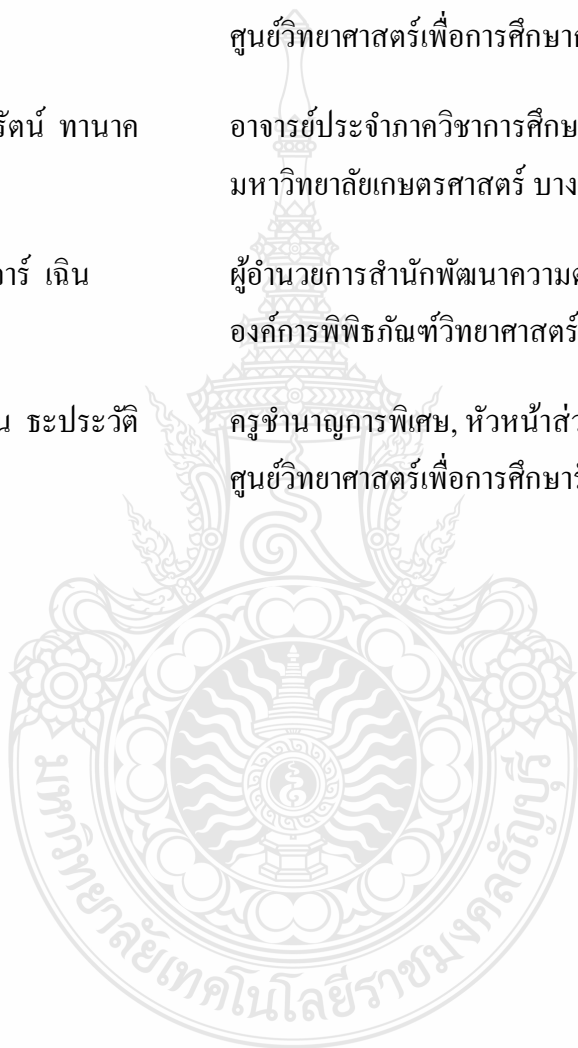 ศูนย์วิทยาศาสตร์เพื่อการศึกษา
รัตน์ ทานาค อาจารย์ประจำภาควิชาการศึกษ
มหาวิทยาลัยเกษตรศาสตร์ บาง
าร์ เฉิน ผู้อำนวยการสำนักพัฒนาความ
องค์การพิพิธภัณฑ์วิทยาศาสตร์
น ธะประวัติ ครูชำนาญการพิเศษ, หัวหน้าส่ว
ศูนย์วิทยาศาสตร์เพื่อการศึกษา
มหาวิทยาลัยเทคโนโลยีราชมงคลธัญบุรี